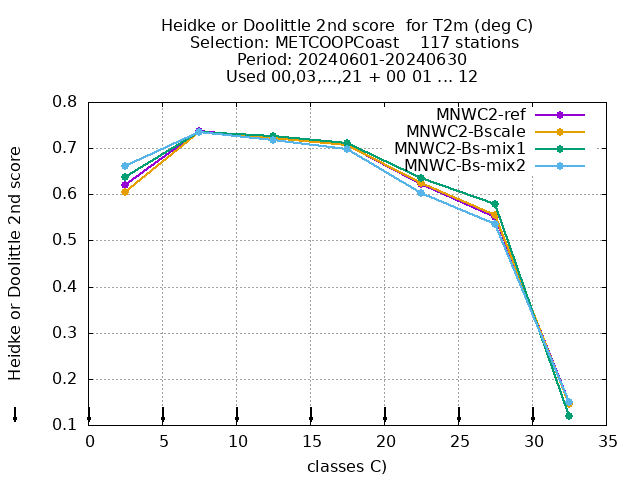 Heidke or Doolittle 2nd score  for T2m (deg C)
Selection: METCOOPCoast    117 stations
Period: 20240601-20240630
Used 00,03,...,21 + 00 01 ... 12
MNWC2-ref
MNWC2-Bscale
MNWC2-Bs-mix1
MNWC-Bs-mix2
Heidke or Doolittle 2nd score
0.8
0.7
0.6
0.5
0.4
0.3
0.2
0.1
0 5 10 15 20 25 30 35
classes C)